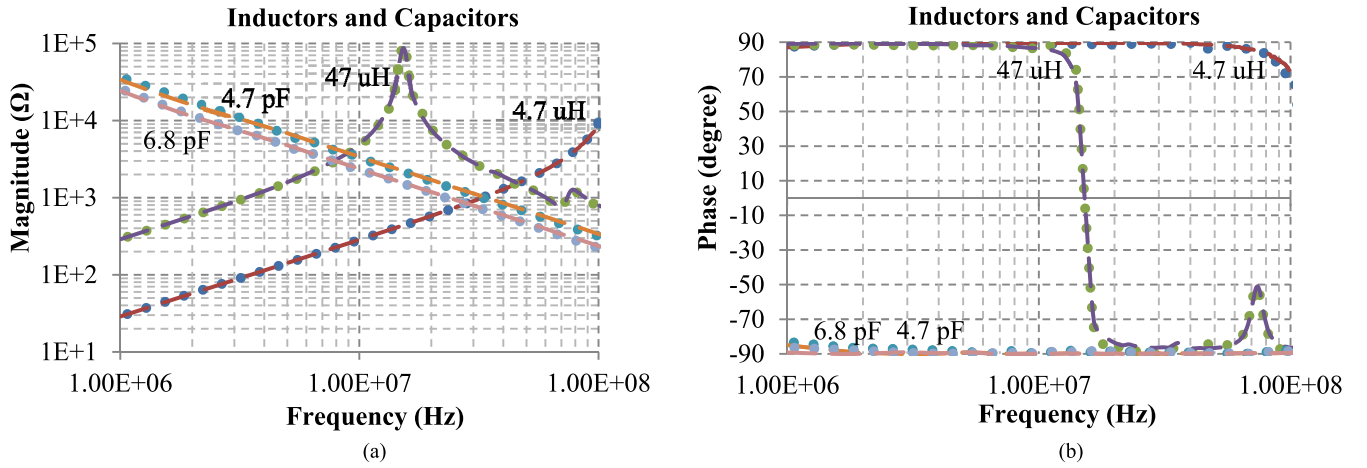 Inductors and Capacitors
Magnitude (Ω)
1E+5
1E+4
1E+3
1E+2
1E+1
47 uH
4.7 pF
4.7 uH
6.8 pF
1.00E+06
1.00E+07
1.00E+08
Frequency (Hz)
(a)
Inductors and Capacitors
Phase (degree)
90
70
50
30
10
-10
-30
-50
-70
-90
47 uH
4.7 uH
6.8 pF
4.7 pF
1.00E+06
1.00E+07
1.00E+08
Frequency (Hz)
(b)